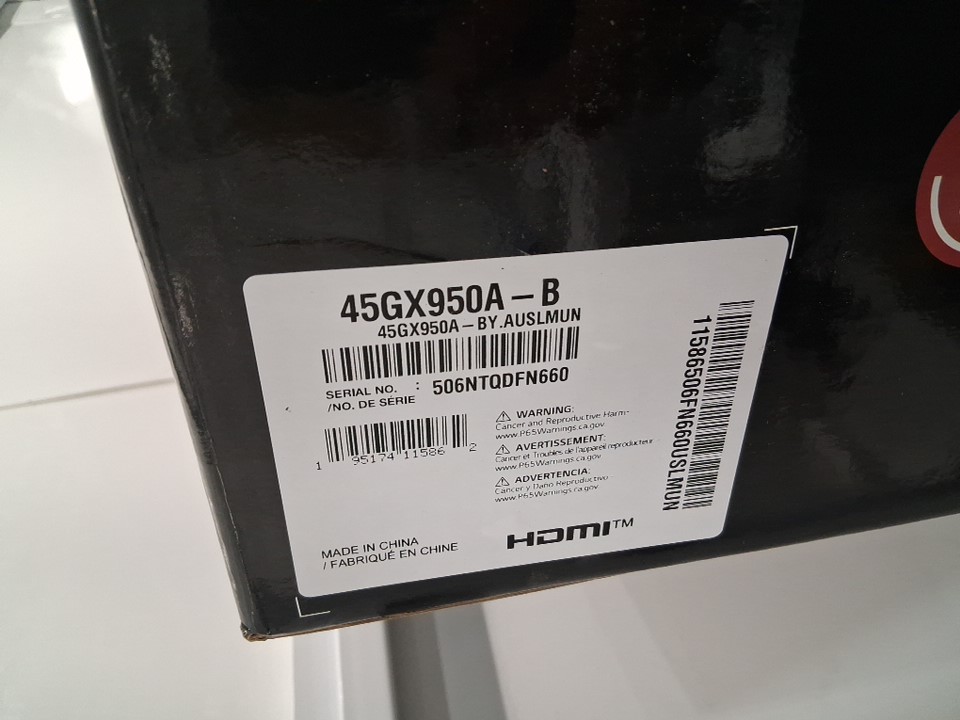 45GX950A – B
45GX950A – BY.AUSLMUN
SERIAL NO. : 506NTQDFN660
/NO. DE SÉRIE
1 95174 11586 2
WARNING:
Cancer and Reproductive Harm-
www.P65Warnings.ca.gov
AVERTISSEMENT:
Cancer et Troubles de l'appareil reproducteur -
www.P65Warnings.ca.gov
ADVERTENCIA:
Cancer y Daño Reproductivo
www.P65Warnings.ca.gov
MADE IN CHINA
/ FABRIQUÉ EN CHINE
HDMI™
11586506FN660USLMUN